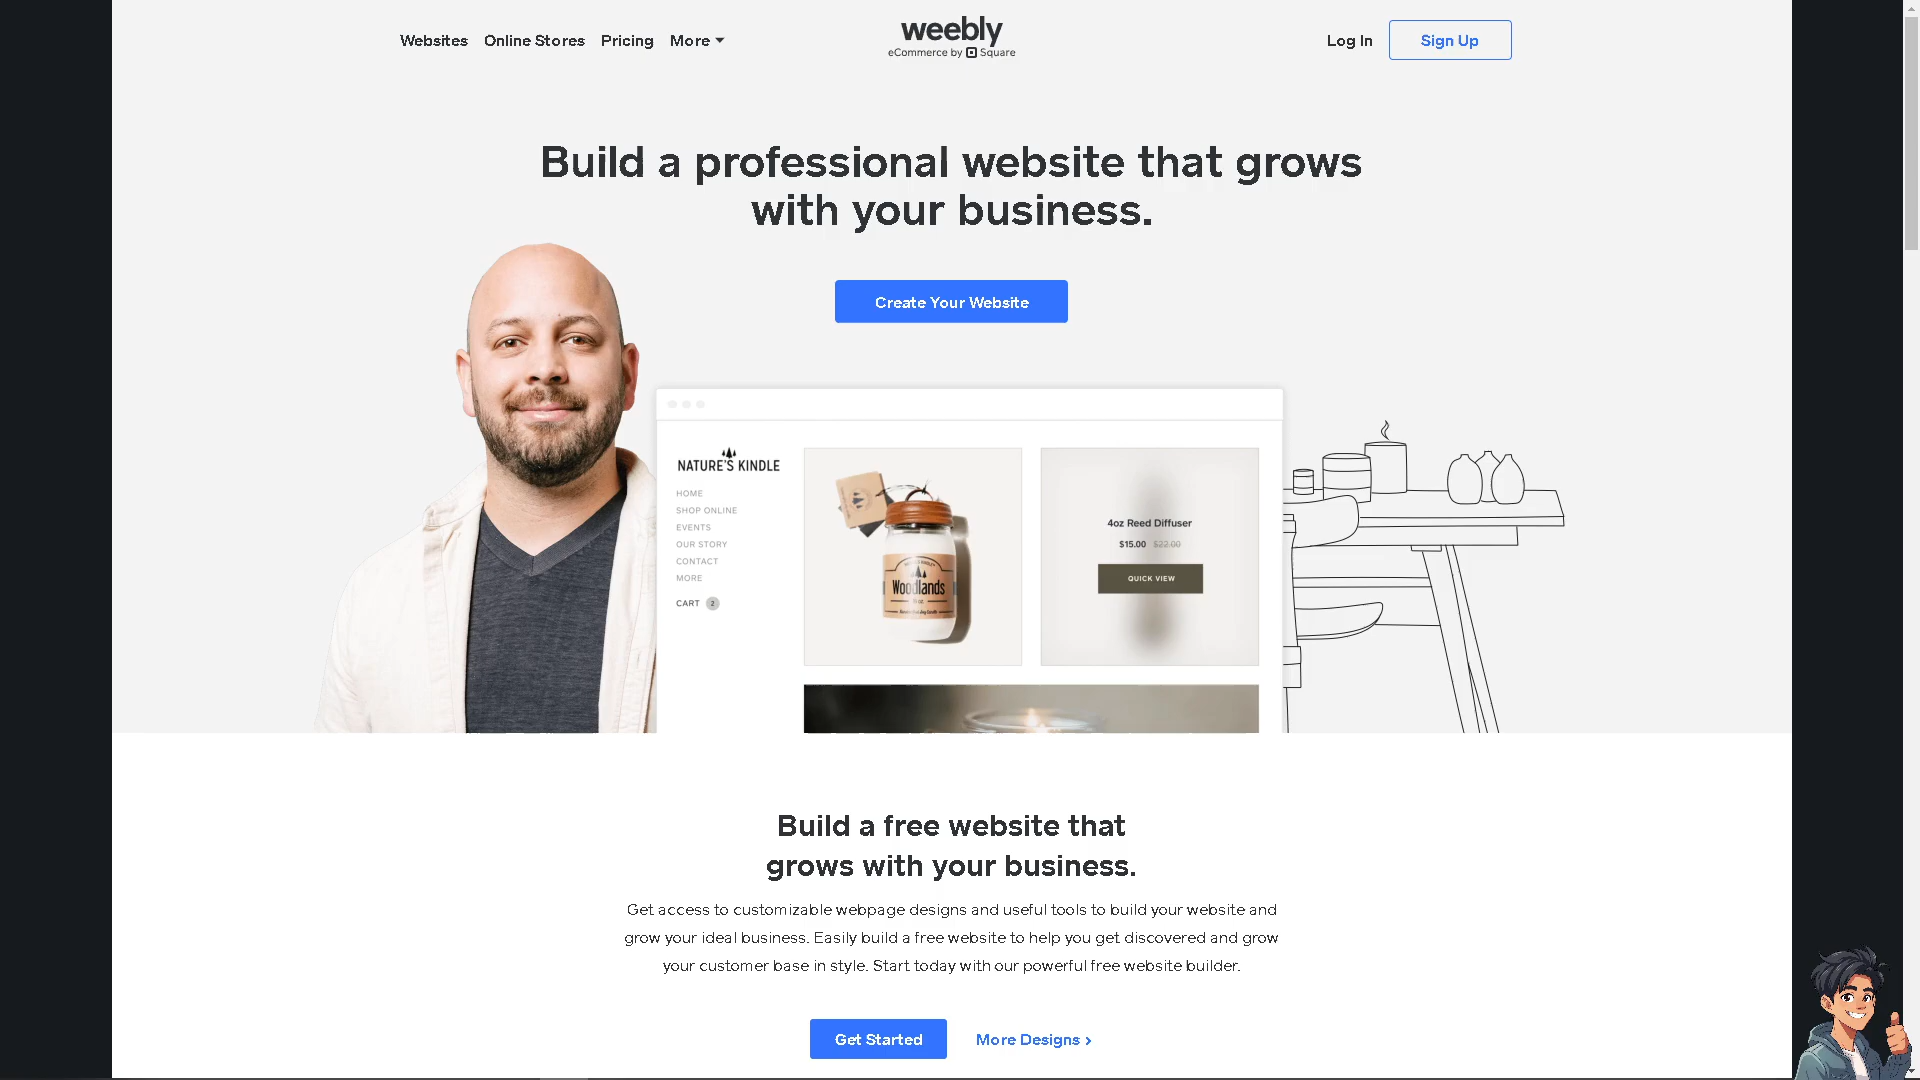 Websites Online Stores Pricing More
weebly
eCommerce by Square
Log In Sign Up
Build a professional website that grows
with your business.
Create Your Website
NATURE'S KINDLE
HOME
SHOP ONLINE
EVENTS
OUR STORY
CONTACT
MORE
CART 2
Woodlands
4oz Reed Diffuser
$15.00 $22.00
QUICK VIEW
Build a free website that
grows with your business.
Get access to customizable webpage designs and useful tools to build your website and
grow your ideal business. Easily build a free website to help you get discovered and grow
your customer base in style. Start today with our powerful free website builder.
Get Started More Designs ›